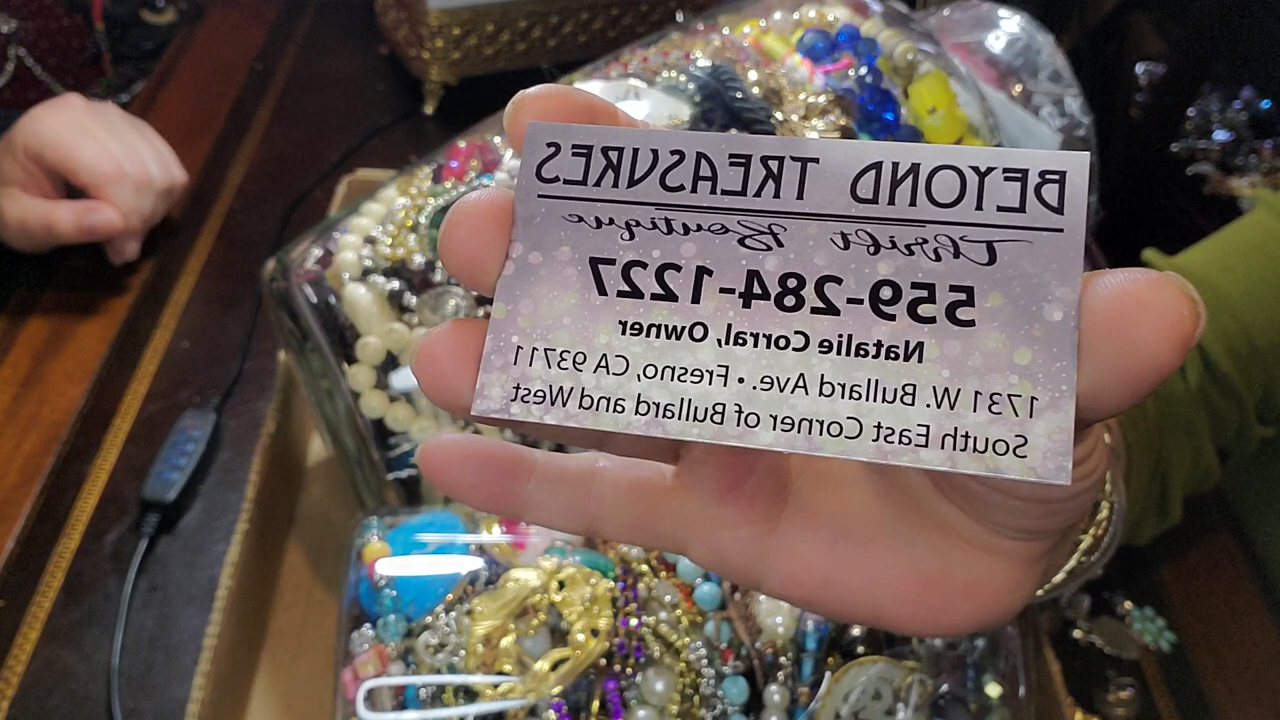 BEYOND TREASURES
Thrift Boutique
559-284-1227
Natalie Corral, Owner
1731 W. Bullard Ave. • Fresno, CA 93711
South East Corner of Bullard and West